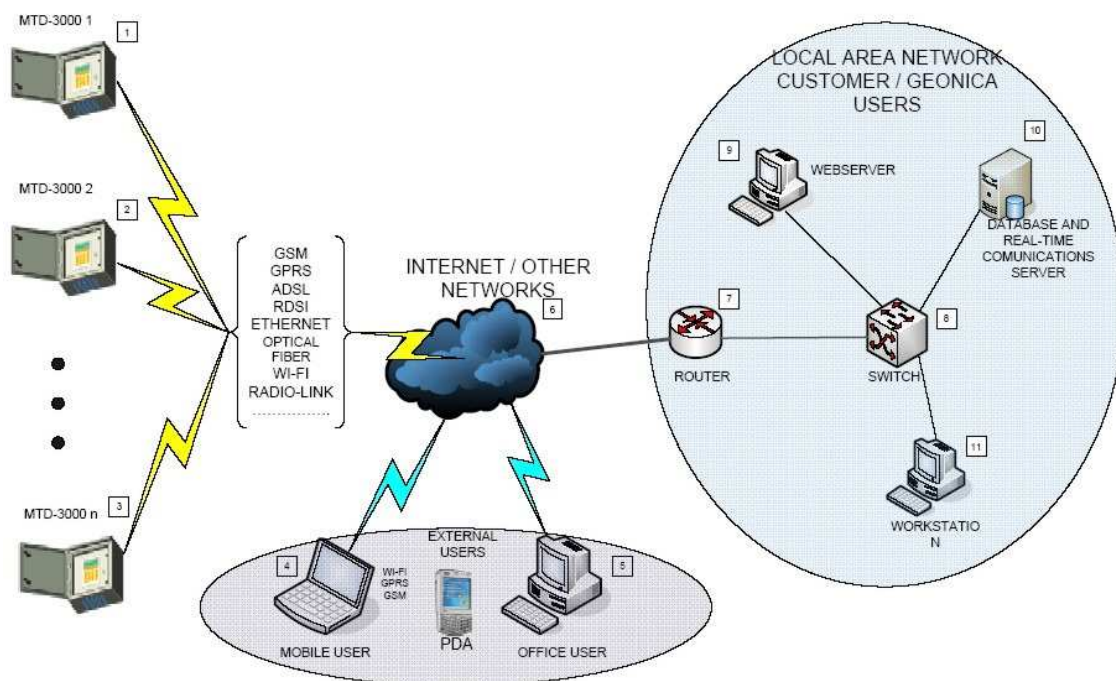 MTD-3000 1
1
MTD-3000 2
2
MTD-3000 n
3
GSM
GPRS
ADSL
RDSI
ETHERNET
OPTICAL
FIBER
WI-FI
RADIO-LINK
................
INTERNET / OTHER
NETWORKS
6
EXTERNAL
USERS
4
WI-FI
GPRS
GSM
5
MOBILE USER
PDA
OFFICE USER
LOCAL AREA NETWORK
CUSTOMER / GEONICA
USERS
9
WEBSERVER
10
DATABASE AND
REAL-TIME
COMUNICATIONS
SERVER
7
ROUTER
8
SWITCH
11
WORKSTATIO
N